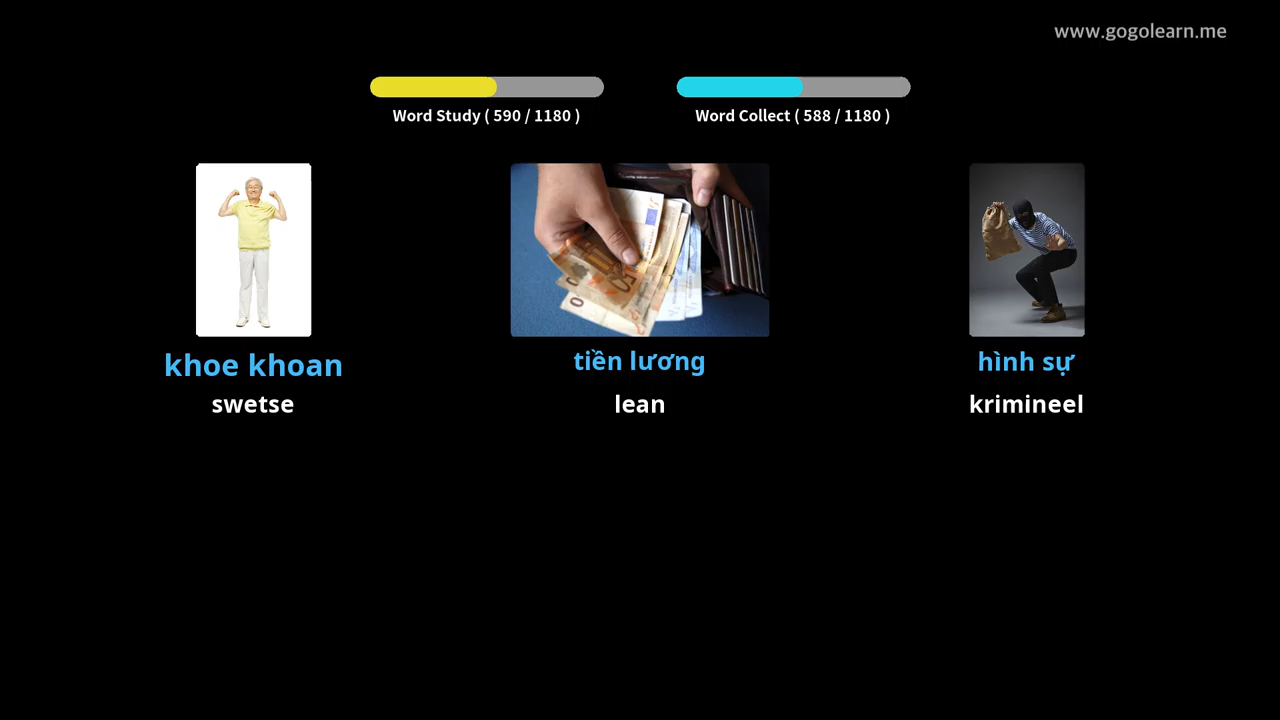 www.gogolearn.me
Word Study ( 590 / 1180 )
Word Collect ( 588 / 1180 )
khoe khoan
tiền lương
hình sự
swetse
lean
krimineel